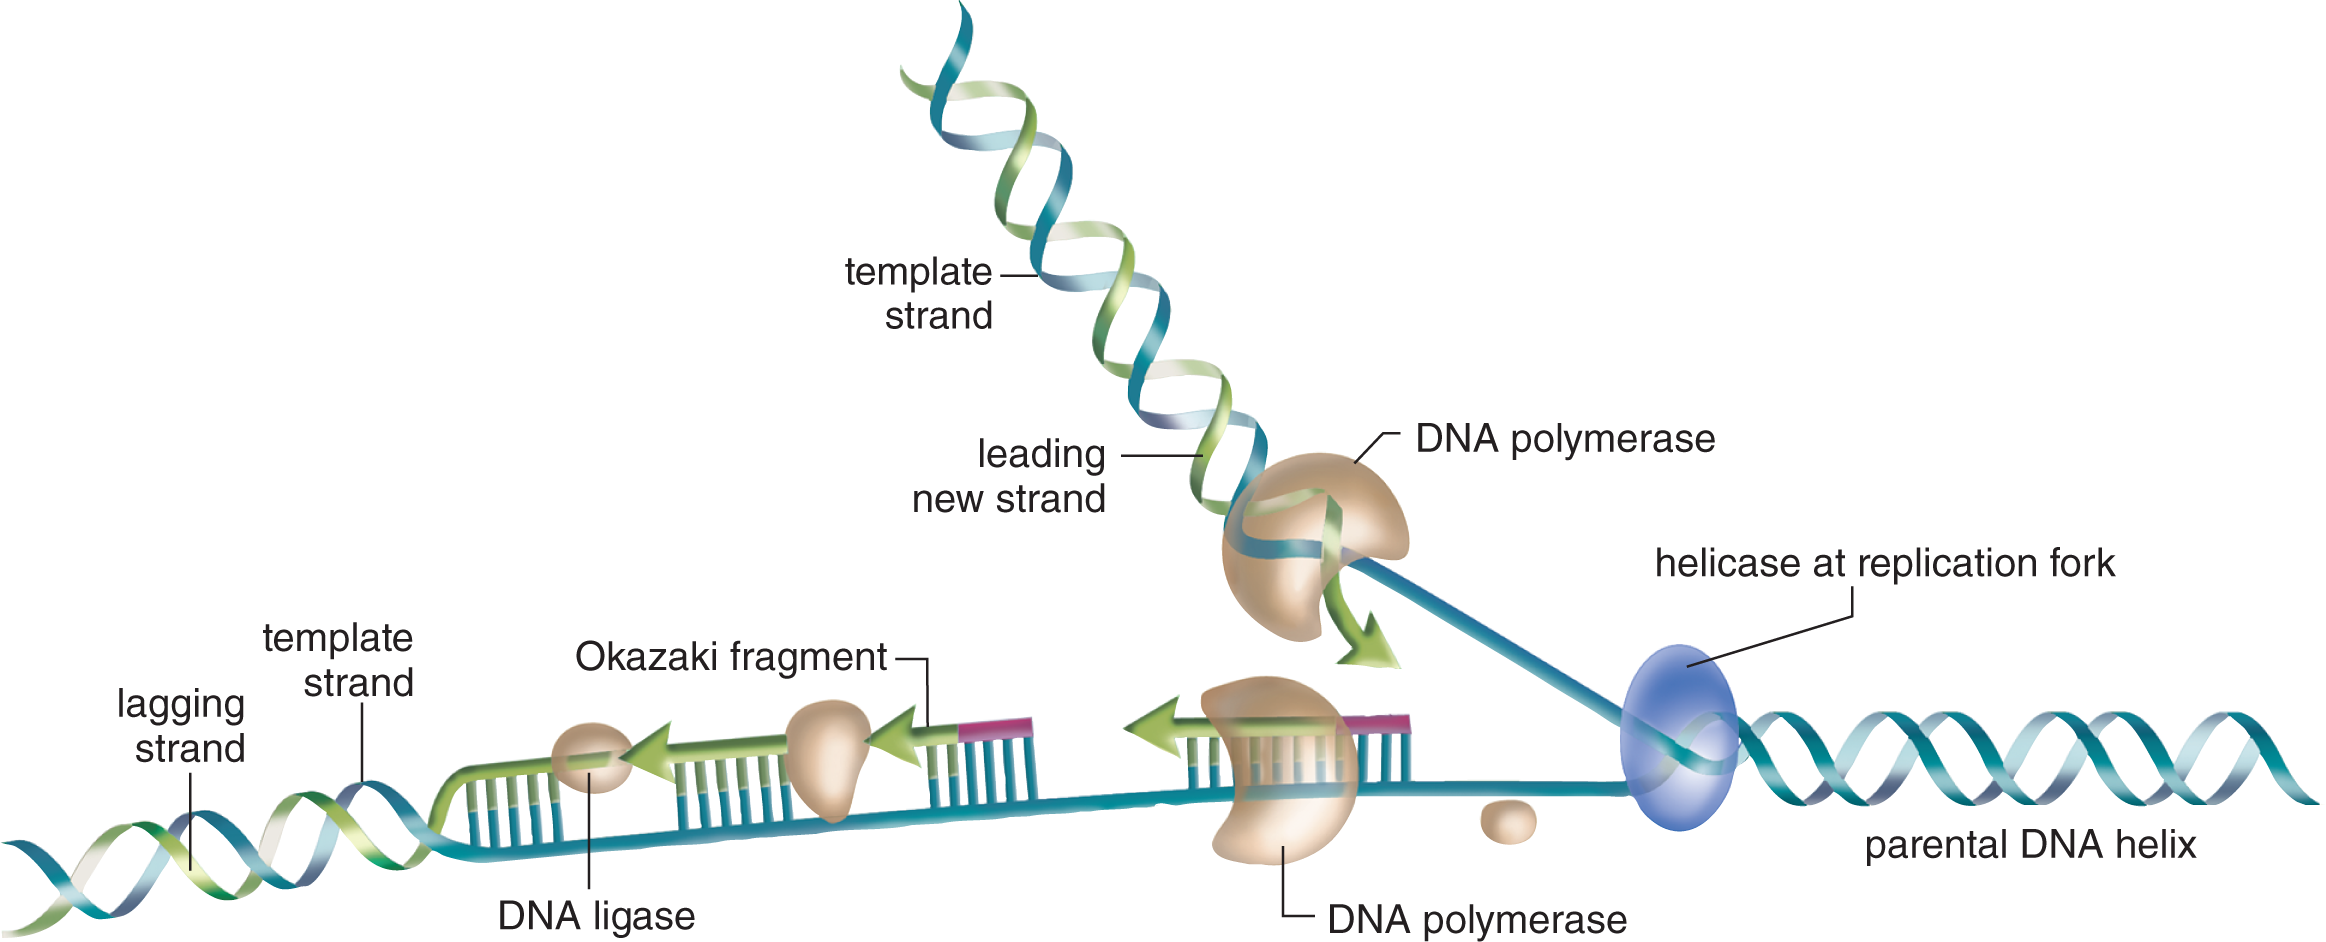 template
strand
leading
new strand
DNA polymerase
helicase at replication fork
template
strand
Okazaki fragment
lagging
strand
parental DNA helix
DNA ligase
DNA polymerase